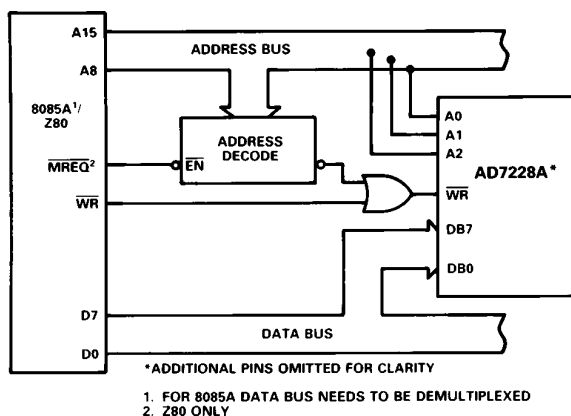 A15
ADDRESS BUS
A8
8085A¹/
Z80
A0
A1
A2
ADDRESS
DECODE
EN
MREQ²
AD7228A*
WR
WR
DB7
DB0
D7
DATA BUS
D0
*ADDITIONAL PINS OMITTED FOR CLARITY
1. FOR 8085A DATA BUS NEEDS TO BE DEMULTIPLEXED
2. Z80 ONLY